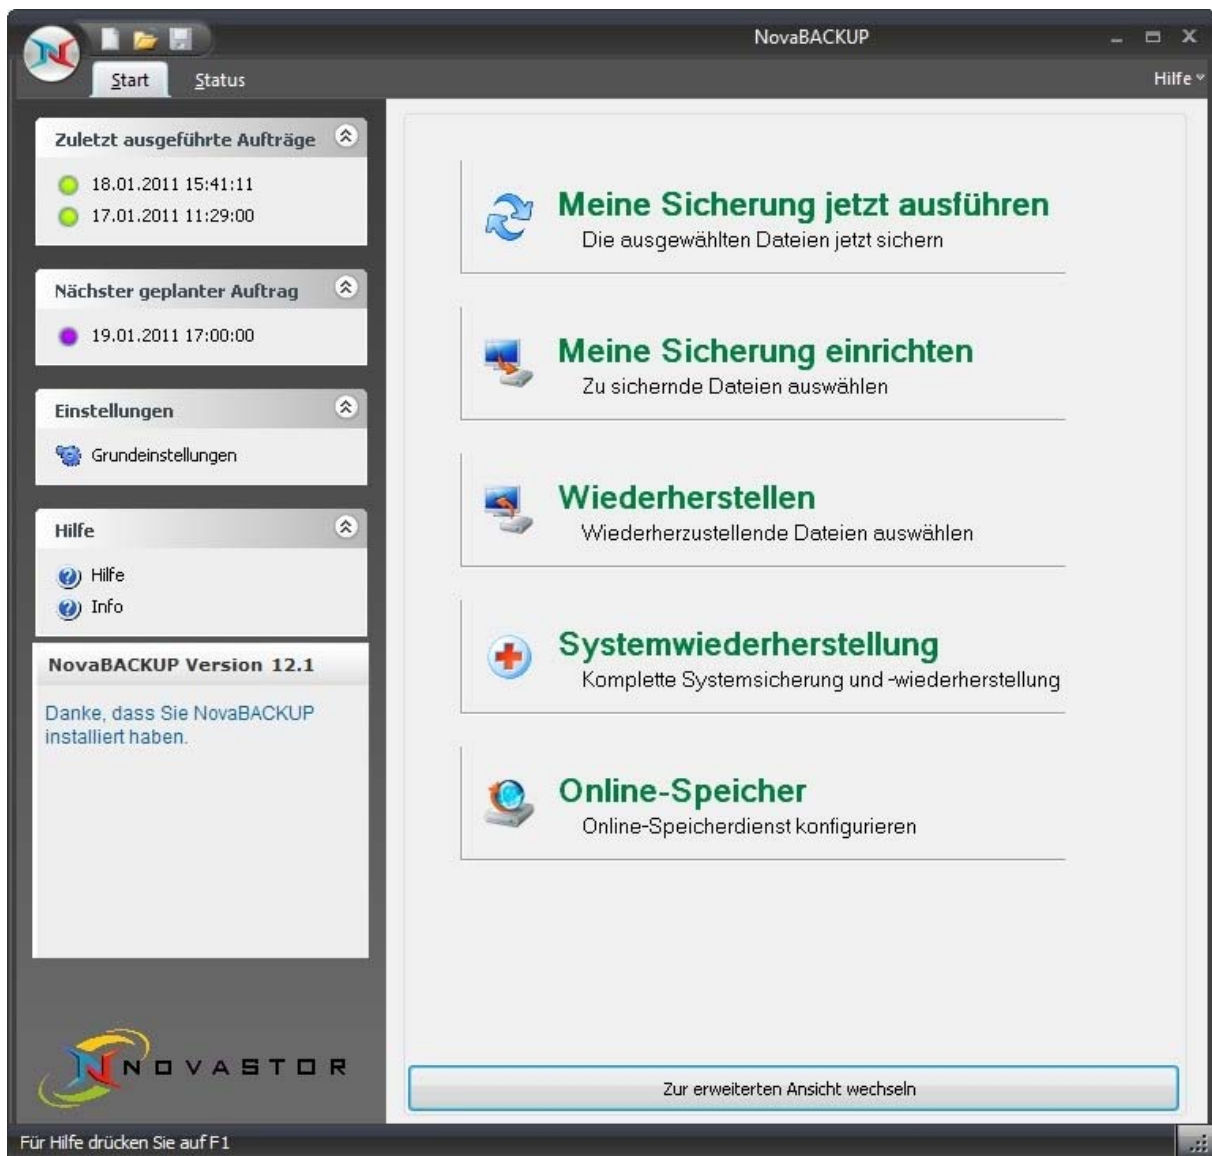 NovaBACKUP
Start
Status
Hilfe
Zuletzt ausgeführte Aufträge
18.01.2011 15:41:11
17.01.2011 11:29:00
Nächster geplanter Auftrag
19.01.2011 17:00:00
Einstellungen
Grundeinstellungen
Hilfe
Hilfe
Info
NovaBACKUP Version 12.1
Danke, dass Sie NovaBACKUP
installiert haben.
NOVASTOR
Meine Sicherung jetzt ausführen
Die ausgewählten Dateien jetzt sichern
Meine Sicherung einrichten
Zu sichernde Dateien auswählen
Wiederherstellen
Wiederherzustellende Dateien auswählen
Systemwiederherstellung
Komplette Systemsicherung und -wiederherstellung
Online-Speicher
Online-Speicherdienst konfigurieren
Zur erweiterten Ansicht wechseln
Für Hilfe drücken Sie auf F1